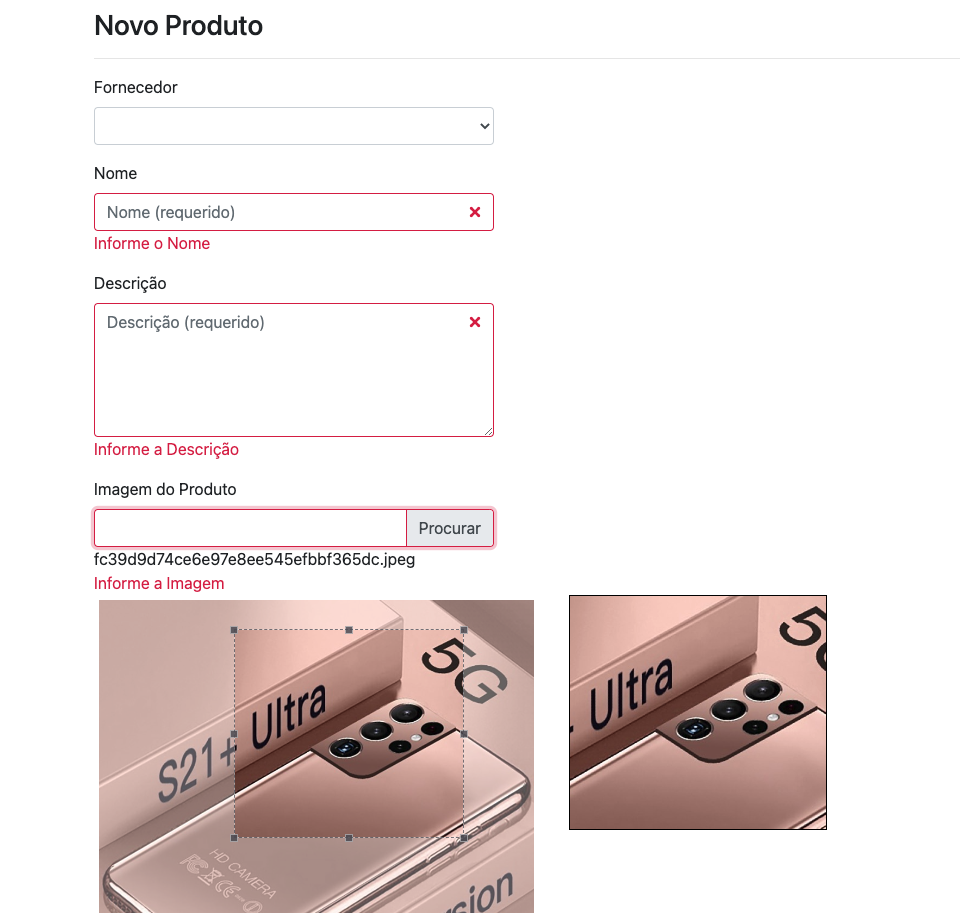 Novo Produto
Fornecedor
Nome
Nome (requerido)
Informe o Nome
Descrição
Descrição (requerido)
Informe a Descrição
Imagem do Produto
Procurar
fc39d9d74ce6e97e8ee545efbbf365dc.jpeg
Informe a Imagem
5G
S21+ Ultra
HD CAMERA
sion
5G
+ Ultra